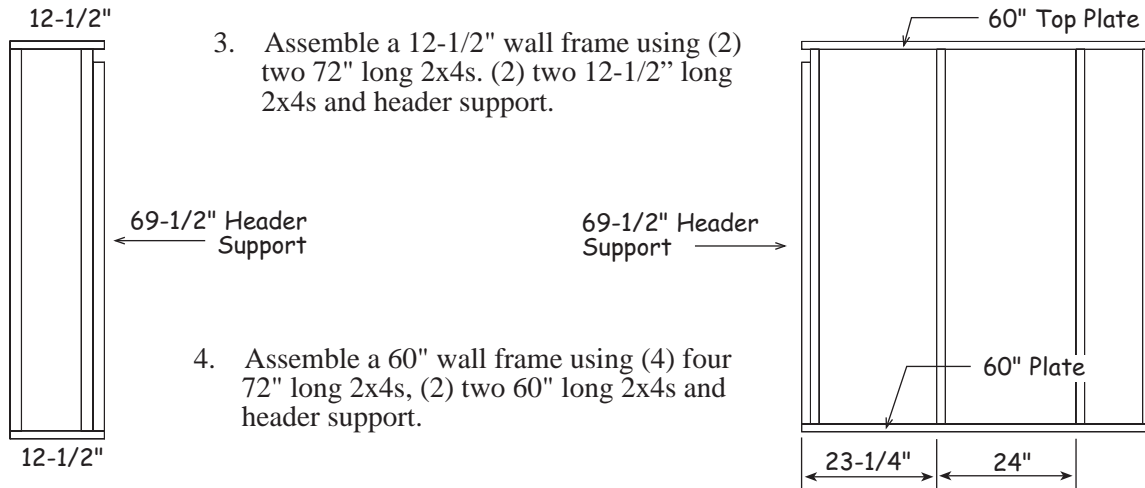 12-1/2"
3. Assemble a 12-1/2" wall frame using (2)
two 72" long 2x4s. (2) two 12-1/2” long
2x4s and header support.
60" Top Plate
69-1/2" Header
Support
69-1/2" Header
Support
4. Assemble a 60" wall frame using (4) four
72" long 2x4s, (2) two 60" long 2x4s and
header support.
60" Plate
12-1/2"
23-1/4"
24"